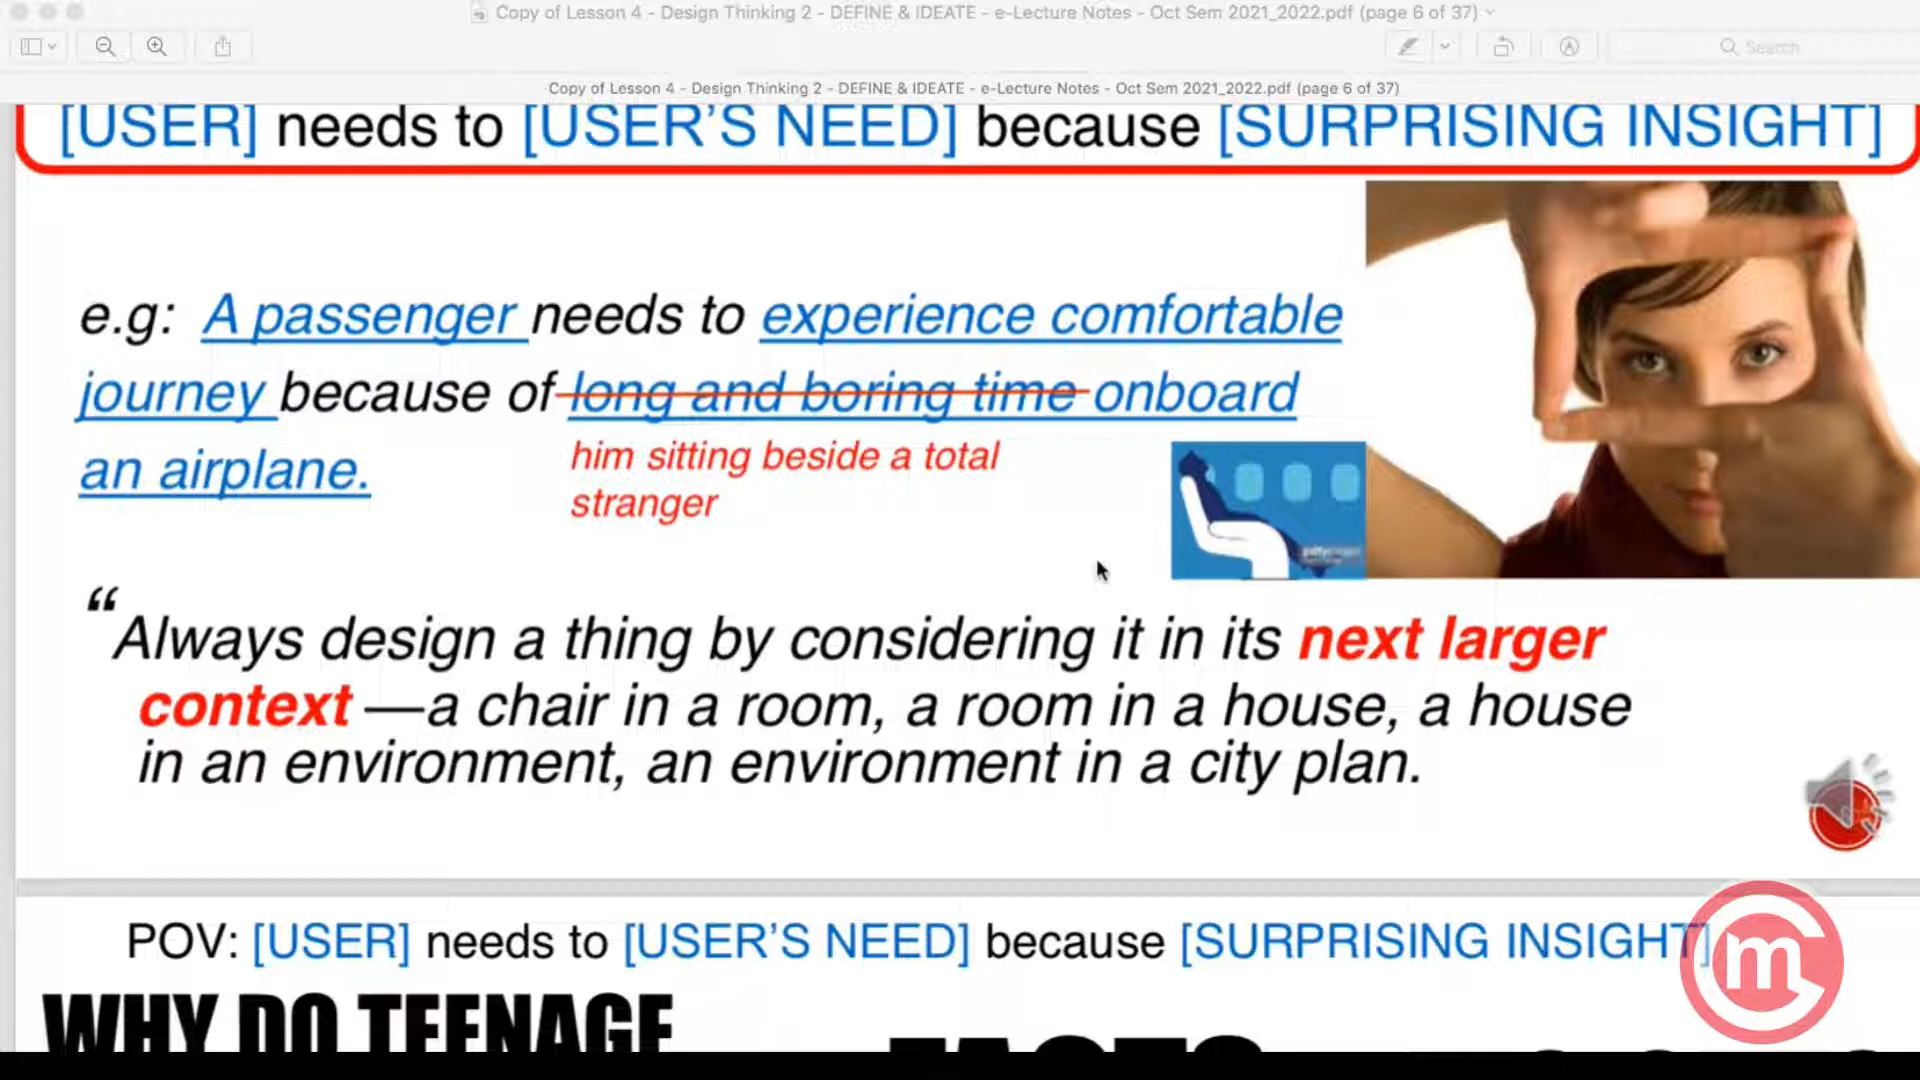 Copy of Lesson 4 - Design Thinking 2 - DEFINE & IDEATE - e-Lecture Notes - Oct Sem 2021_2022.pdf (page 6 of 37)
Search
Copy of Lesson 4 - Design Thinking 2 - DEFINE & IDEATE - e-Lecture Notes - Oct Sem 2021_2022.pdf (page 6 of 37)
[USER] needs to [USER'S NEED] because [SURPRISING INSIGHT]
e.g: A passenger needs to experience comfortable
journey because of long and boring time onboard
an airplane.
him sitting beside a total
stranger
“Always design a thing by considering it in its next larger
context —a chair in a room, a room in a house, a house
in an environment, an environment in a city plan.
POV: [USER] needs to [USER'S NEED] because [SURPRISING INSIGHT]
WHY DO TEENAGE
m